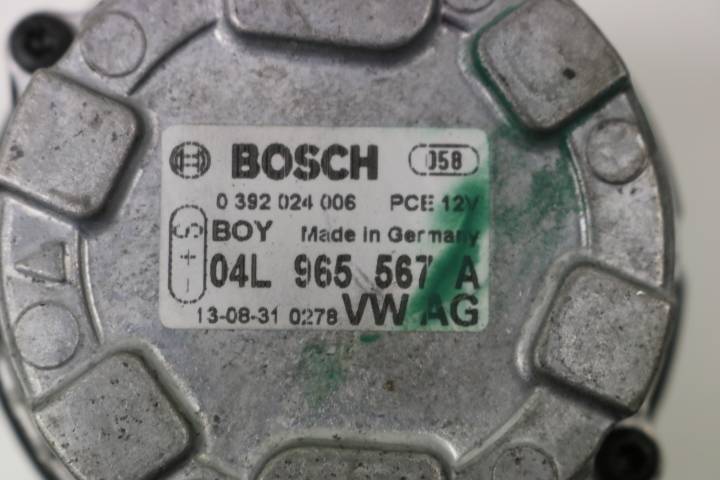 BOSCH 058
0 392 024 006 PCE 12V
BOY Made in Germany
S + -
04L 965 567 A
13-08-31 0278 VW AG